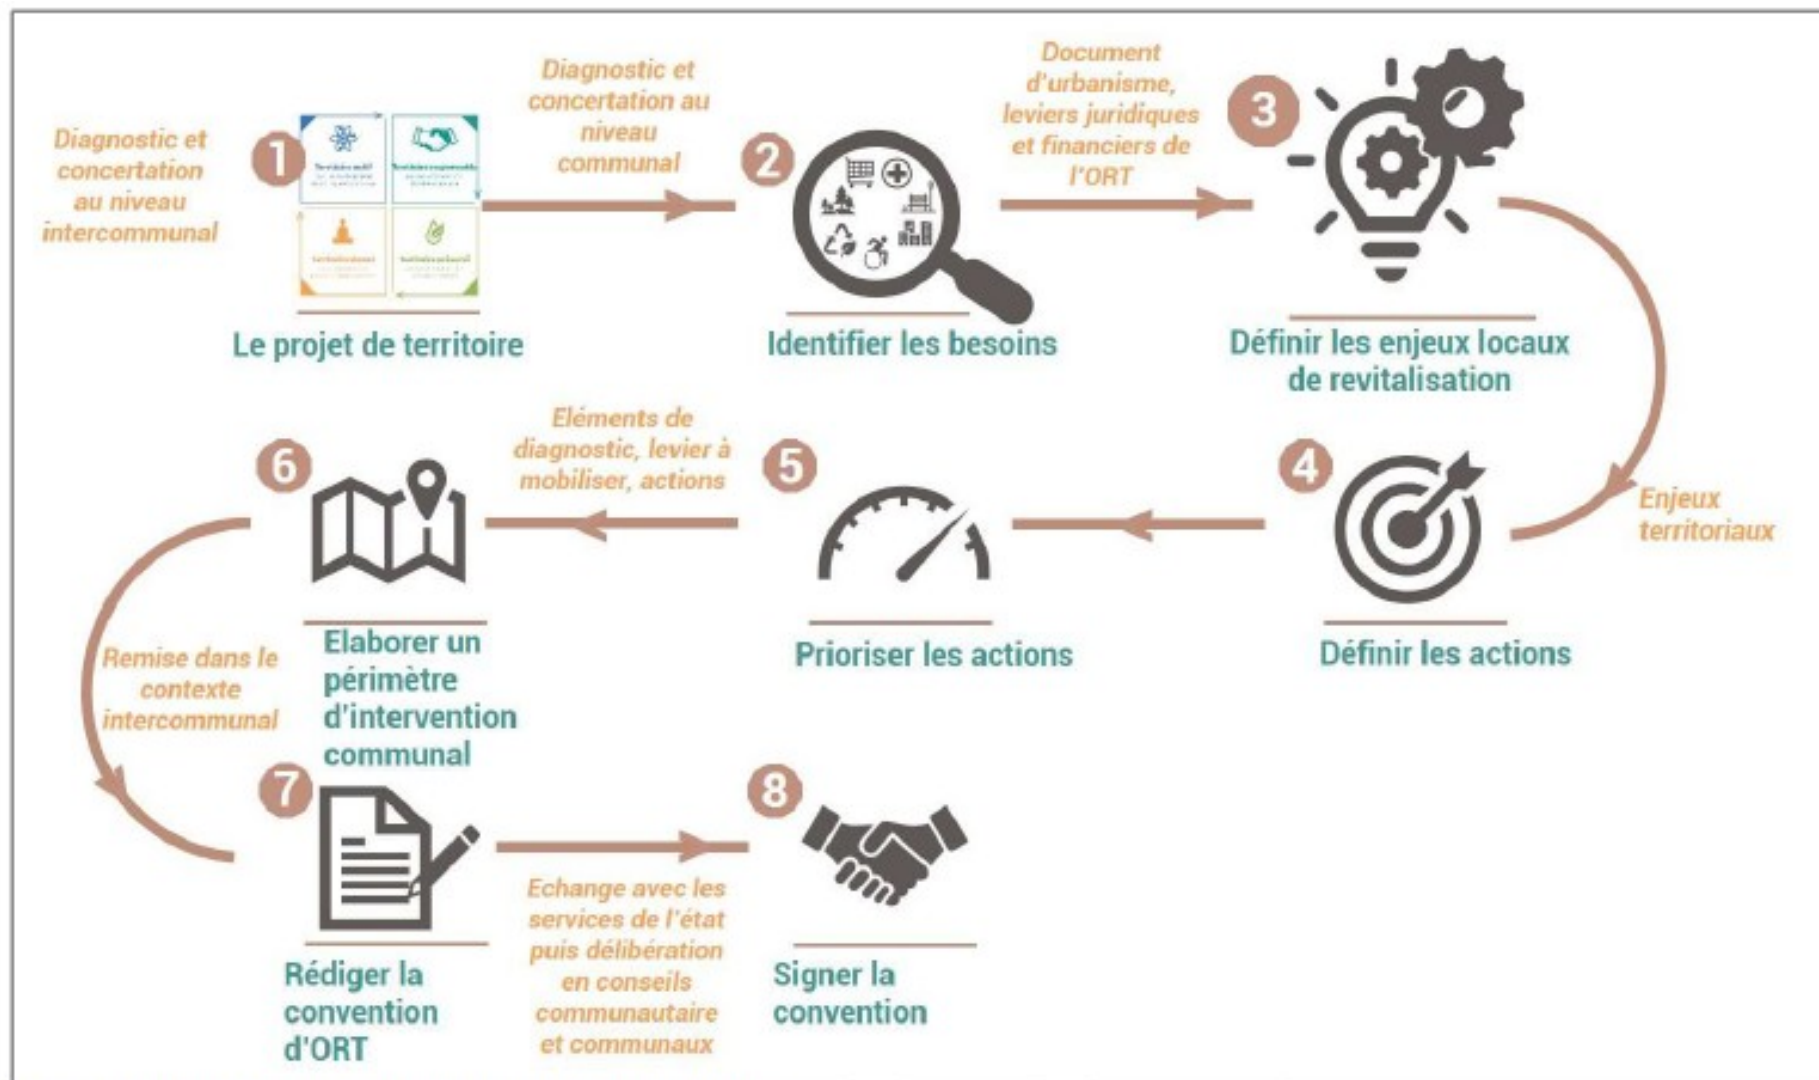 Diagnostic et
concertation
au niveau
intercommunal
1
Le projet de territoire
Diagnostic et
concertation au
niveau
communal
2
Identifier les besoins
Document
d'urbanisme,
leviers juridiques
et financiers de
l'ORT
3
Définir les enjeux locaux
de revitalisation
Enjeux
territoriaux
4
Définir les actions
5
Prioriser les actions
Eléments de
diagnostic, levier à
mobiliser, actions
6
Elaborer un
périmètre
d'intervention
communal
Remise dans le
contexte
intercommunal
7
Rédiger la
convention
d'ORT
Echange avec les
services de l'état
puis délibération
en conseils
communautaire
et communaux
8
Signer la
convention